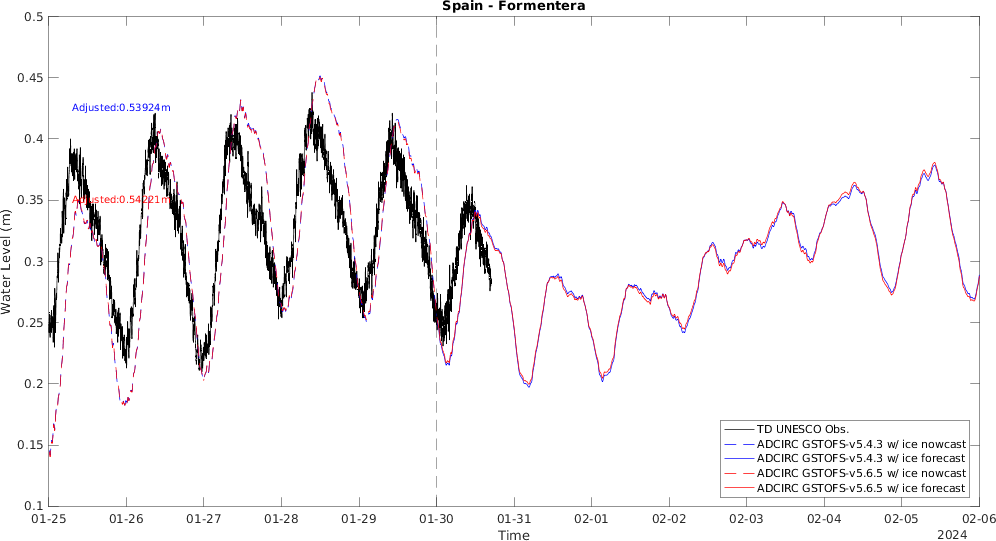 Spain - Formentera
0.5
0.45
0.4
0.35
0.3
0.25
0.2
0.15
0.1
Water Level (m)
Adjusted:0.53924m
Adjusted:0.54221m
TD UNESCO Obs.
ADCIRC GSTOFS-v5.4.3 w/ ice nowcast
ADCIRC GSTOFS-v5.4.3 w/ ice forecast
ADCIRC GSTOFS-v5.6.5 w/ ice nowcast
ADCIRC GSTOFS-v5.6.5 w/ ice forecast
01-25 01-26 01-27 01-28 01-29 01-30 01-31 02-01 02-02 02-03 02-04 02-05 02-06
Time
2024